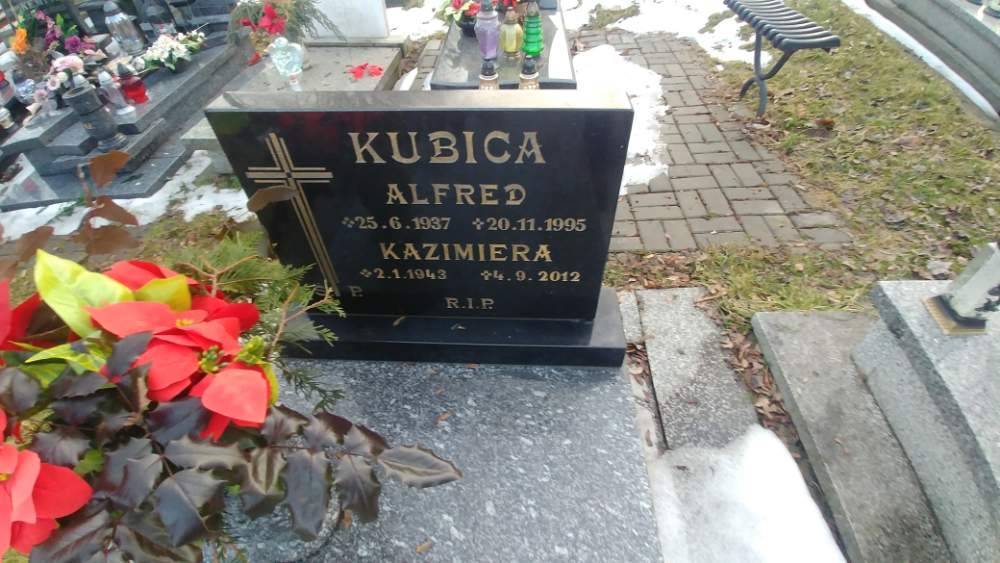 KUBICA
ALFRED
25.6.1937 20.11.1995
KAZIMIERA
2.1.1943 4.9.2012
Ś.P.
R.I.P.